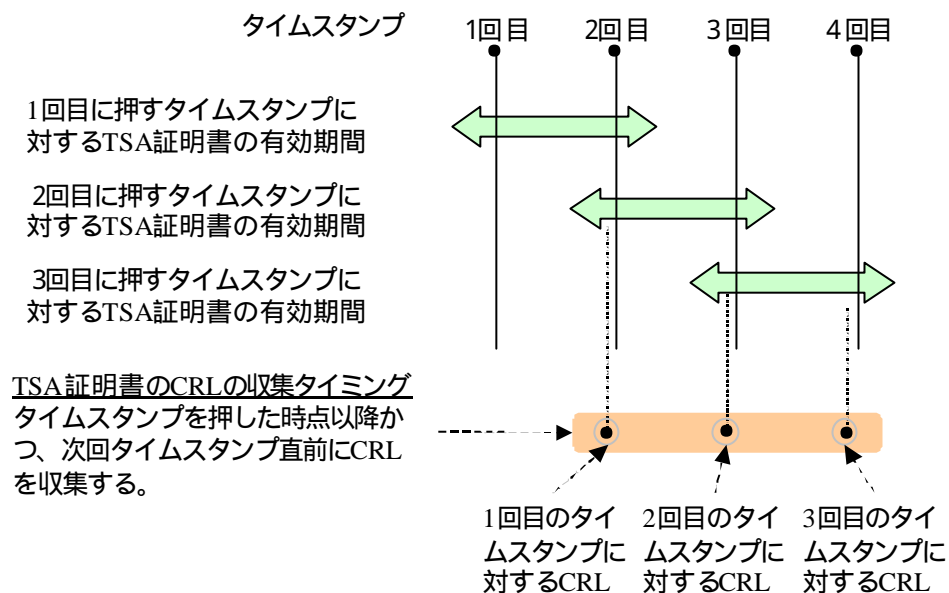 タイムスタンプ 1回目 2回目 3回目 4回目
1回目に押すタイムスタンプに
対するTSA証明書の有効期間
2回目に押すタイムスタンプに
対するTSA証明書の有効期間
3回目に押すタイムスタンプに
対するTSA証明書の有効期間
TSA証明書のCRLの収集タイミング
タイムスタンプを押した時点以降か
つ、次回タイムスタンプ直前にCRL
を収集する。
1回目のタイ
ムスタンプに
対するCRL
2回目のタイ
ムスタンプに
対するCRL
3回目のタイ
ムスタンプに
対するCRL